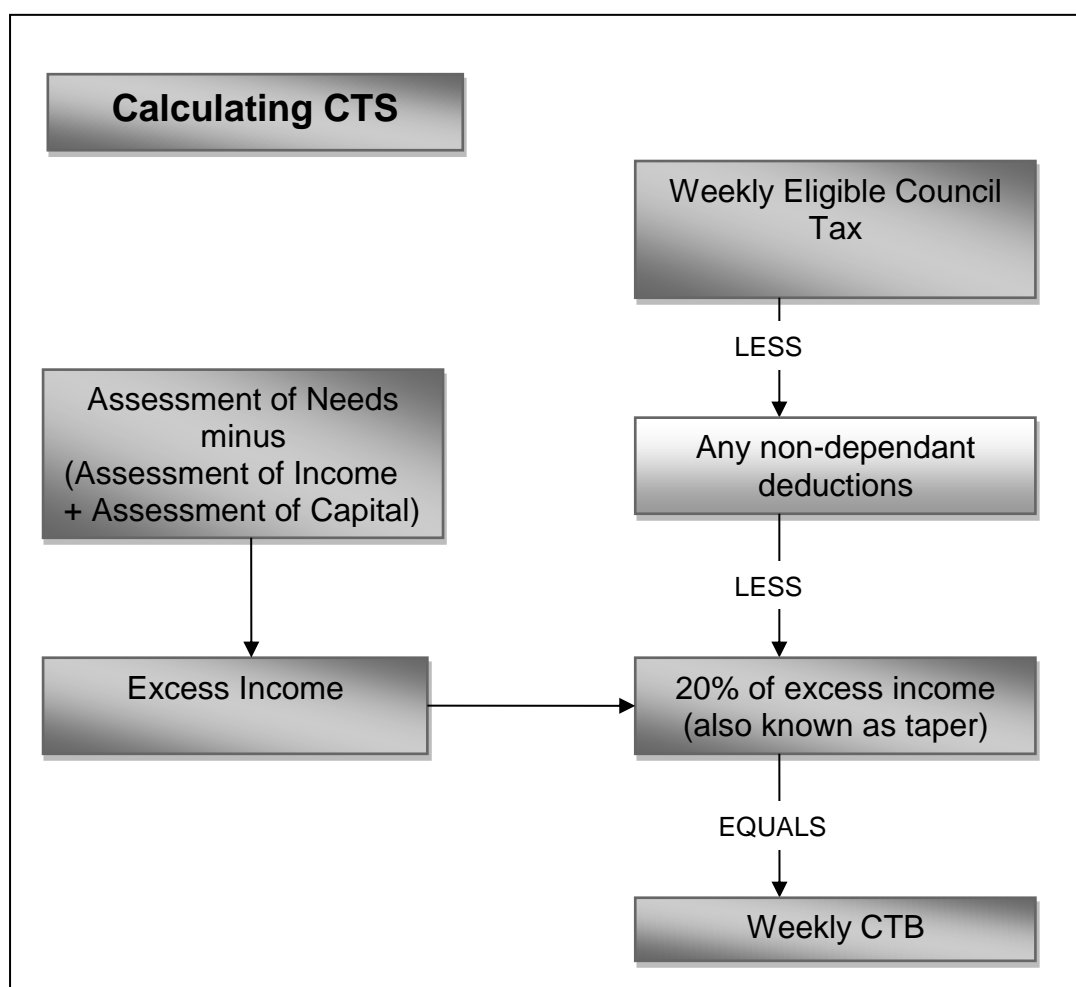 Calculating CTS
Weekly Eligible Council
Tax
LESS
Assessment of Needs
minus
(Assessment of Income
+ Assessment of Capital)
Any non-dependant
deductions
LESS
Excess Income
20% of excess income
(also known as taper)
EQUALS
Weekly CTB